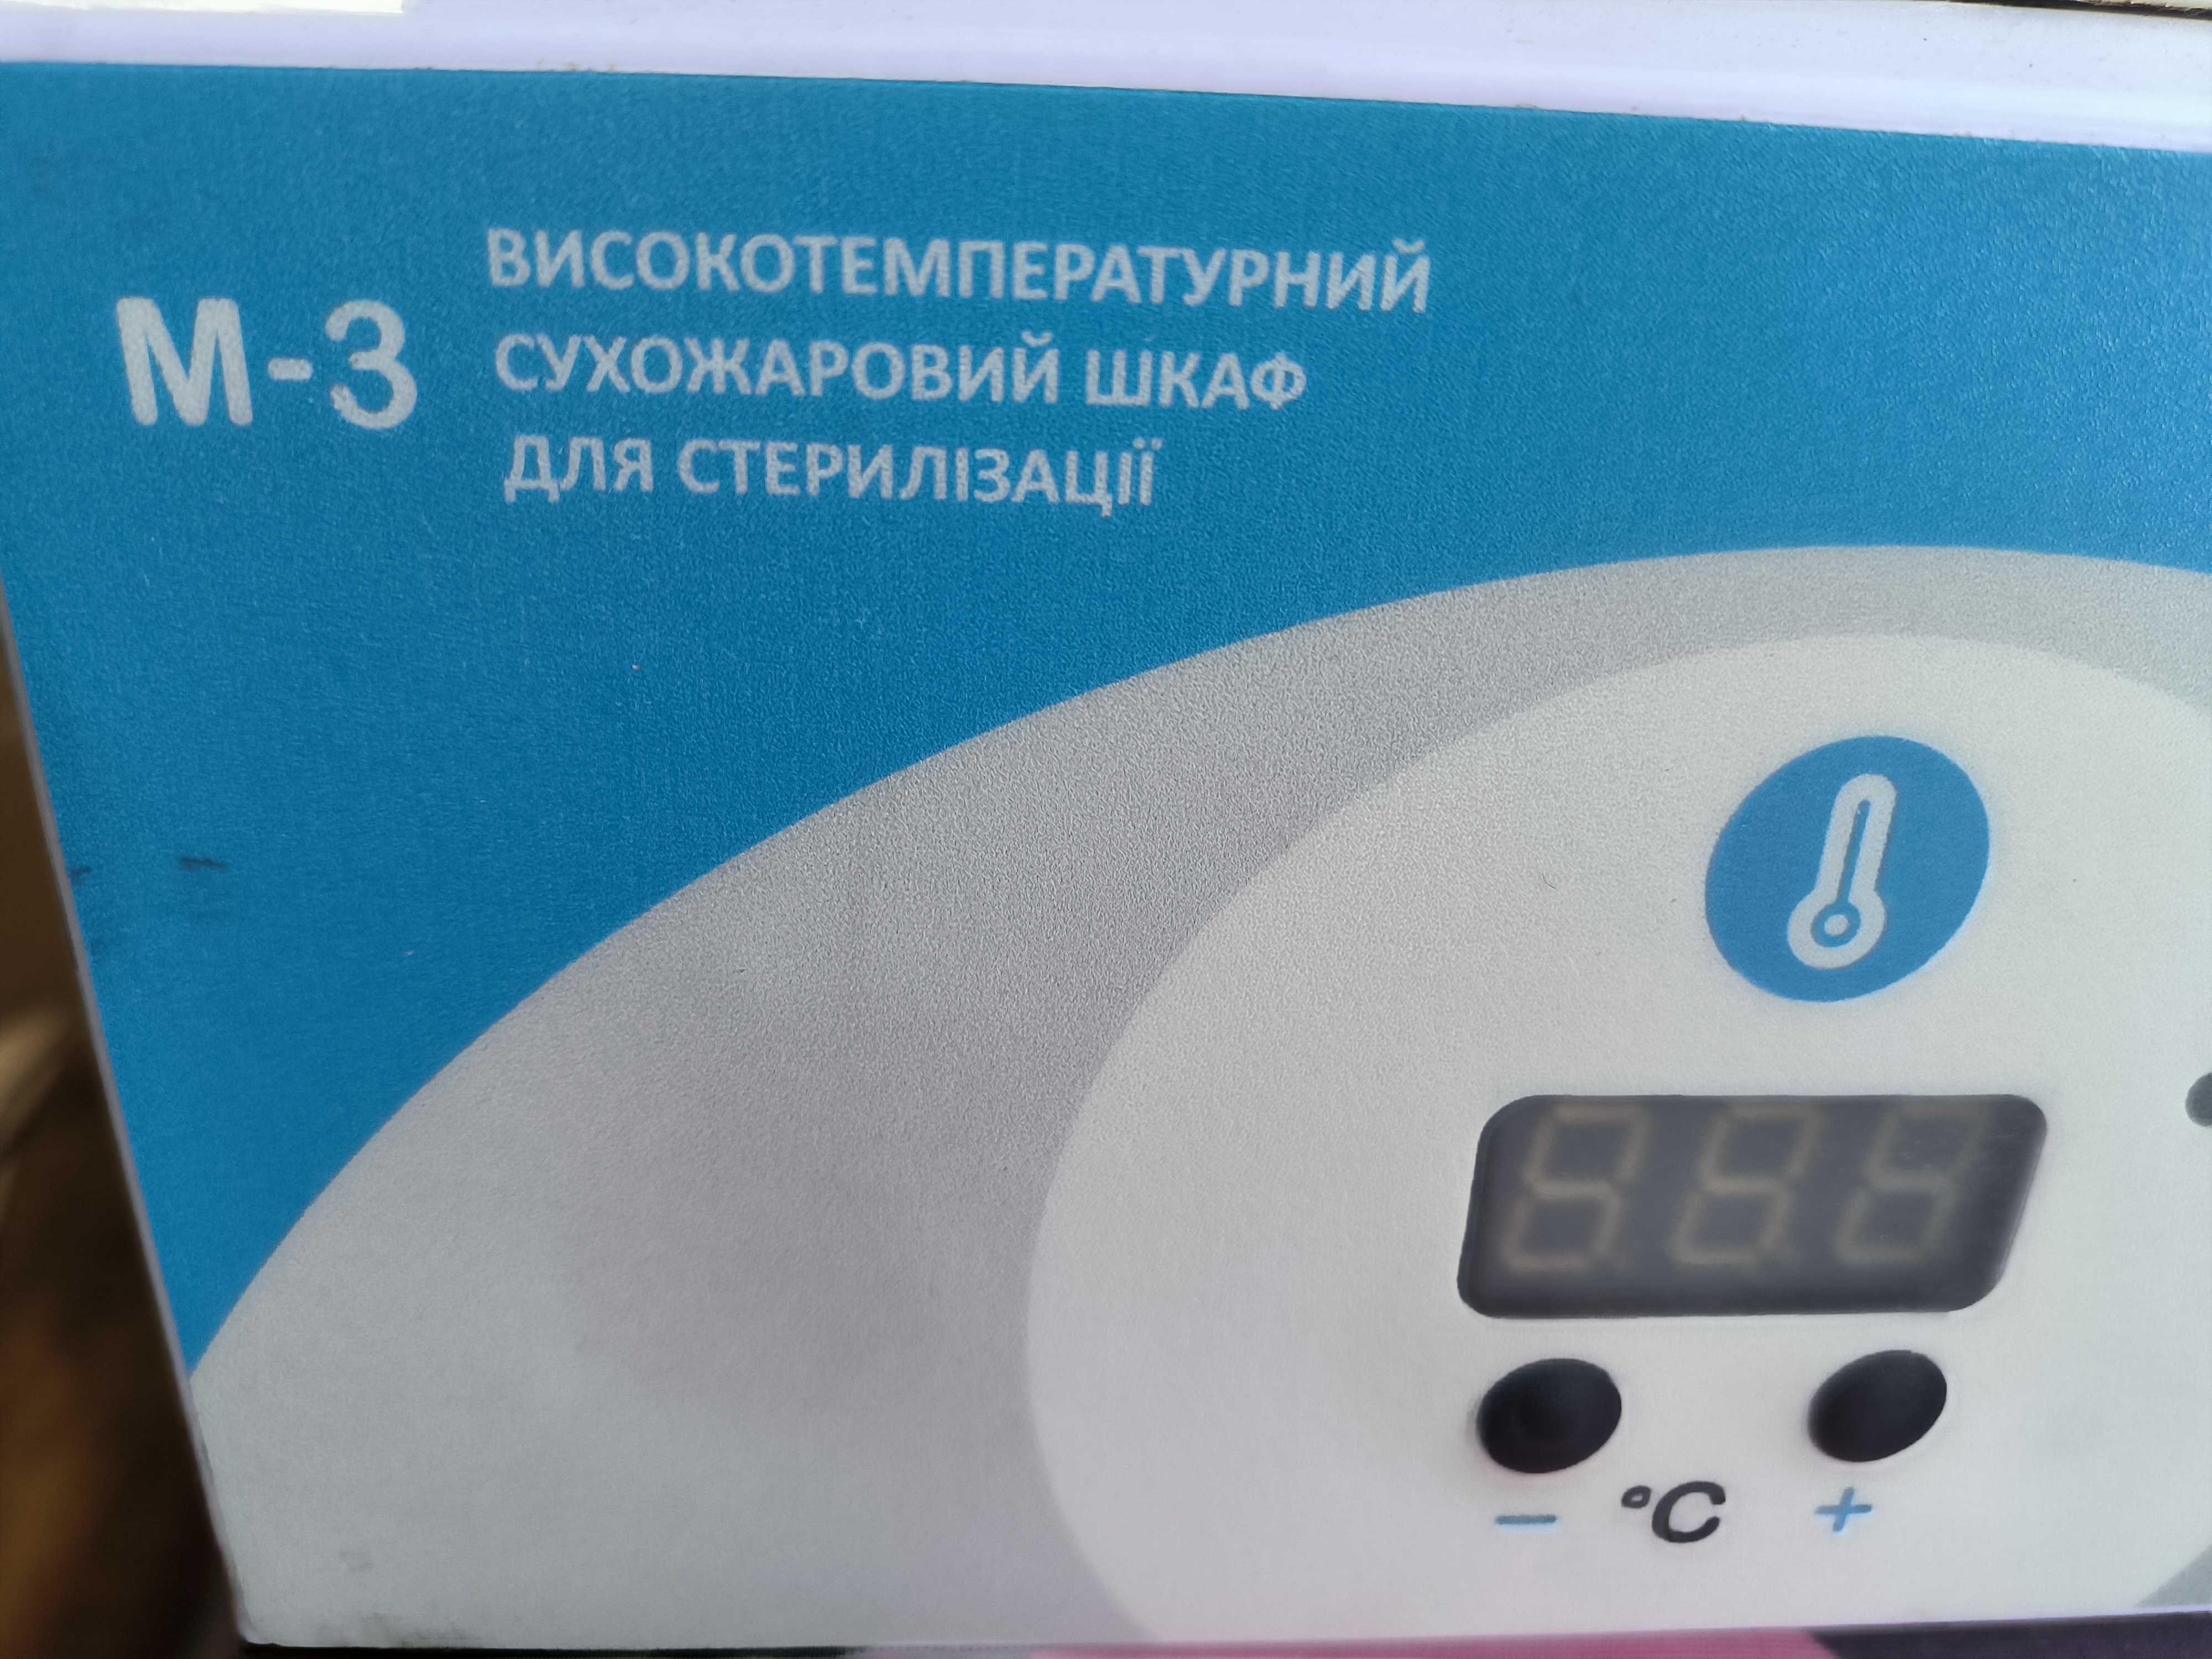 М-3
ВИСОКОТЕМПЕРАТУРНИЙ
СУХОЖАРОВИЙ ШКАФ
ДЛЯ СТЕРИЛІЗАЦІЇ
− °C +